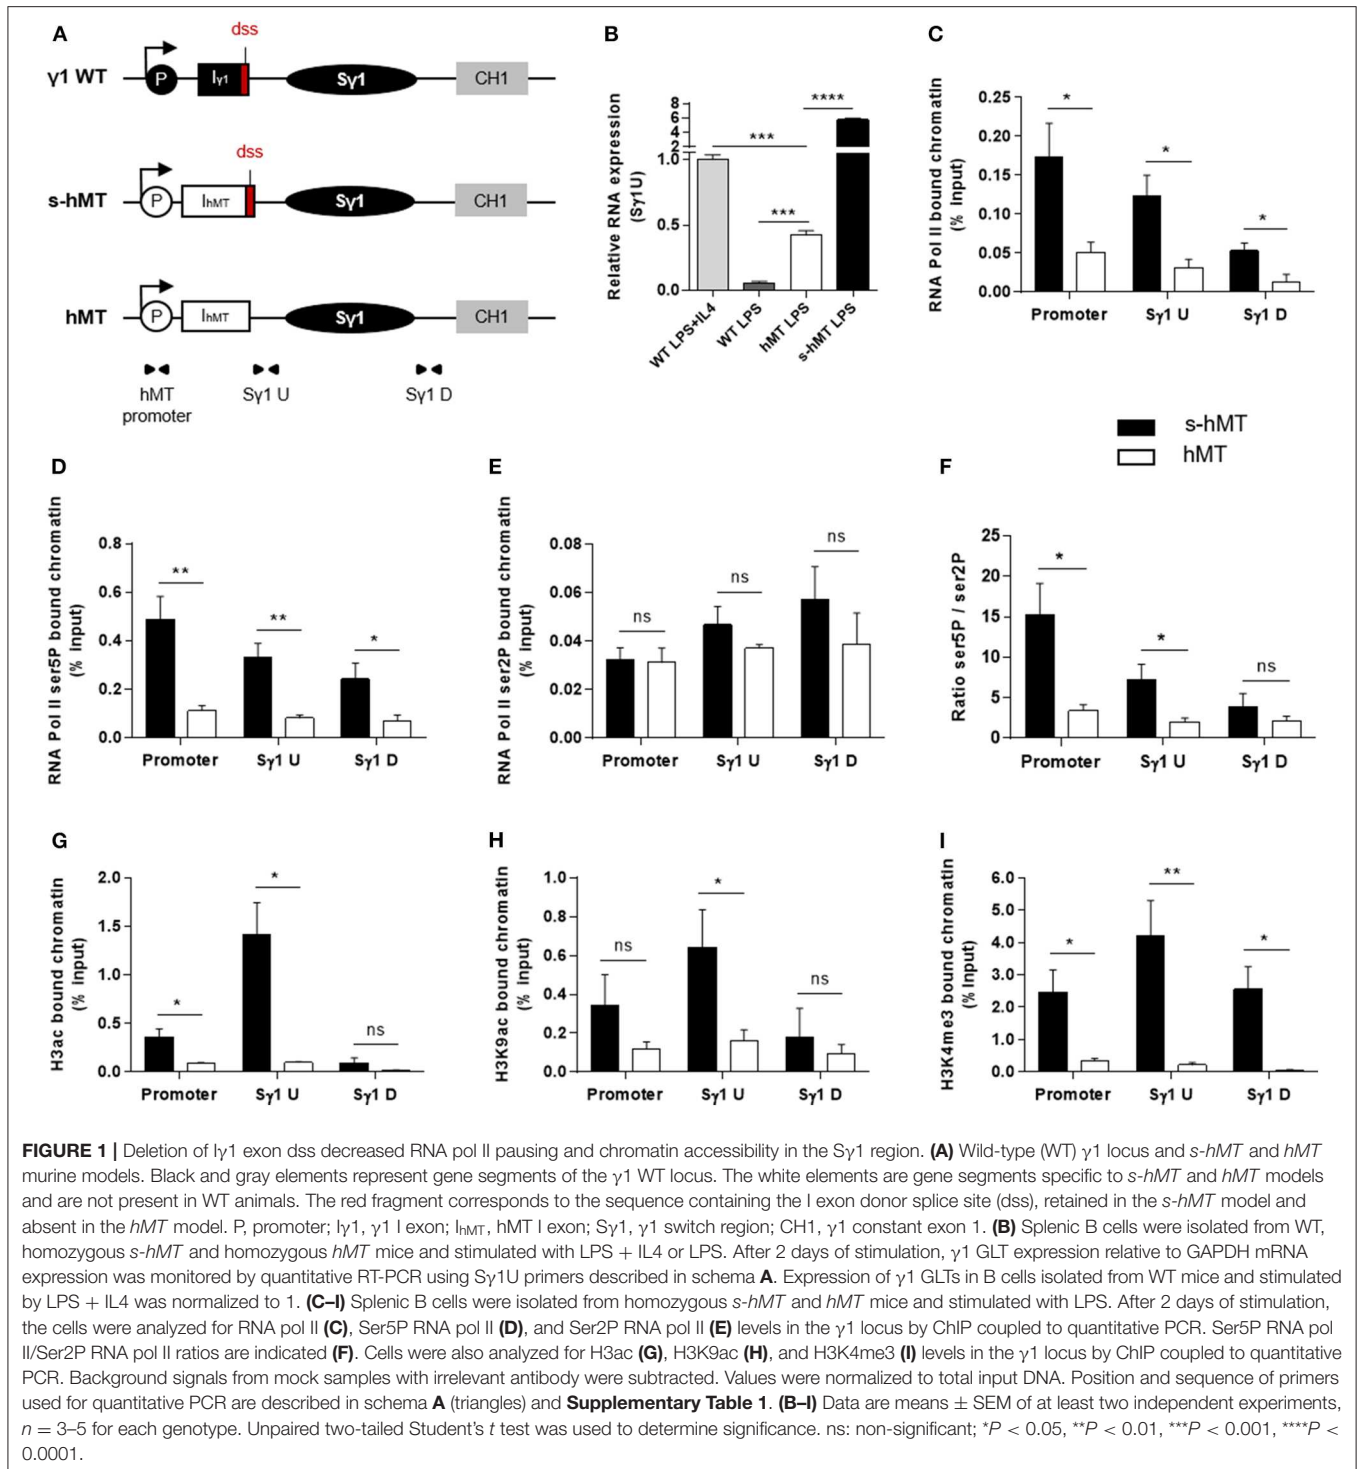 A
dss
γ1 WT
P
Iγ1
Sγ1
CH1
dss
s-hMT
P
IhMT
Sγ1
CH1
hMT
P
IhMT
Sγ1
CH1
hMT
promoter
Sγ1 U
Sγ1 D
B
Relative RNA expression
(Sγ1U)
8
6
4
2
1.0
0.5
0.0
***
***
****
WT LPS+IL4
WT LPS
hMT LPS
s-hMT LPS
C
RNA Pol II bound chromatin
(% Input)
0.25
0.20
0.15
0.10
0.05
0.00
*
*
*
Promoter
Sγ1 U
Sγ1 D
s-hMT
hMT
D
RNA Pol II ser5P bound chromatin
(% Input)
0.8
0.6
0.4
0.2
0.0
**
**
*
Promoter
Sγ1 U
Sγ1 D
E
RNA Pol II ser2P bound chromatin
(% Input)
0.08
0.06
0.04
0.02
0.00
ns
ns
ns
Promoter
Sγ1 U
Sγ1 D
F
Ratio ser5P / ser2P
25
20
15
10
5
0
*
*
ns
Promoter
Sγ1 U
Sγ1 D
G
H3ac bound chromatin
(% Input)
2.0
1.5
1.0
0.5
0.0
*
*
ns
Promoter
Sγ1 U
Sγ1 D
H
H3K9ac bound chromatin
(% Input)
1.0
0.8
0.6
0.4
0.2
0.0
ns
*
ns
Promoter
Sγ1 U
Sγ1 D
I
H3K4me3 bound chromatin
(% Input)
6.0
5.0
4.0
3.0
2.0
1.0
0.0
*
**
*
Promoter
Sγ1 U
Sγ1 D
FIGURE 1 | Deletion of Iγ1 exon dss decreased RNA pol II pausing and chromatin accessibility in the Sγ1 region. (A) Wild-type (WT) γ1 locus and s-hMT and hMT
murine models. Black and gray elements represent gene segments of the γ1 WT locus. The white elements are gene segments specific to s-hMT and hMT models
and are not present in WT animals. The red fragment corresponds to the sequence containing the I exon donor splice site (dss), retained in the s-hMT model and
absent in the hMT model. P, promoter; Iγ1, γ1 I exon; IhMT, hMT I exon; Sγ1, γ1 switch region; CH1, γ1 constant exon 1. (B) Splenic B cells were isolated from WT,
homozygous s-hMT and homozygous hMT mice and stimulated with LPS + IL4 or LPS. After 2 days of stimulation, γ1 GLT expression relative to GAPDH mRNA
expression was monitored by quantitative RT-PCR using Sγ1U primers described in schema A. Expression of γ1 GLTs in B cells isolated from WT mice and stimulated
by LPS + IL4 was normalized to 1. (C–I) Splenic B cells were isolated from homozygous s-hMT and hMT mice and stimulated with LPS. After 2 days of stimulation,
the cells were analyzed for RNA pol II (C), Ser5P RNA pol II (D), and Ser2P RNA pol II (E) levels in the γ1 locus by ChIP coupled to quantitative PCR. Ser5P RNA pol
II/Ser2P RNA pol II ratios are indicated (F). Cells were also analyzed for H3ac (G), H3K9ac (H), and H3K4me3 (I) levels in the γ1 locus by ChIP coupled to quantitative
PCR. Background signals from mock samples with irrelevant antibody were subtracted. Values were normalized to total input DNA. Position and sequence of primers
used for quantitative PCR are described in schema A (triangles) and Supplementary Table 1. (B–I) Data are means ± SEM of at least two independent experiments,
n = 3–5 for each genotype. Unpaired two-tailed Student's t test was used to determine significance. ns: non-significant; *P < 0.05, **P < 0.01, ***P < 0.001, ****P <
0.0001.